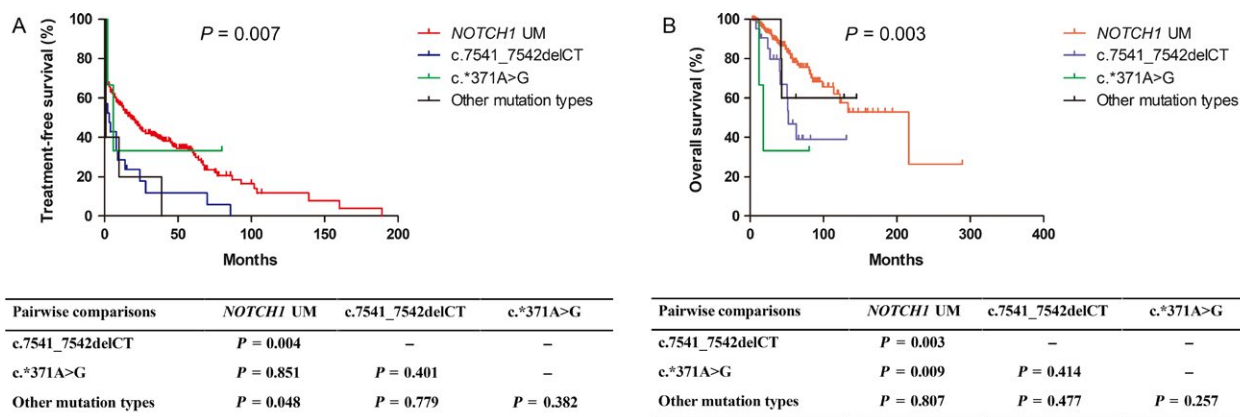 A
P = 0.007
NOTCH1 UM
c.7541_7542delCT
c.*371A>G
Other mutation types
Treatment-free survival (%)
100
80
60
40
20
0
0 50 100 150 200
Months
Pairwise comparisons NOTCH1 UM c.7541_7542delCT c.*371A>G
c.7541_7542delCT P = 0.004 – –
c.*371A>G P = 0.851 P = 0.401 –
Other mutation types P = 0.048 P = 0.779 P = 0.382
B
P = 0.003
NOTCH1 UM
c.7541_7542delCT
c.*371A>G
Other mutation types
Overall survival (%)
100
80
60
40
20
0
0 100 200 300 400
Months
Pairwise comparisons NOTCH1 UM c.7541_7542delCT c.*371A>G
c.7541_7542delCT P = 0.003 – –
c.*371A>G P = 0.009 P = 0.414 –
Other mutation types P = 0.807 P = 0.477 P = 0.257